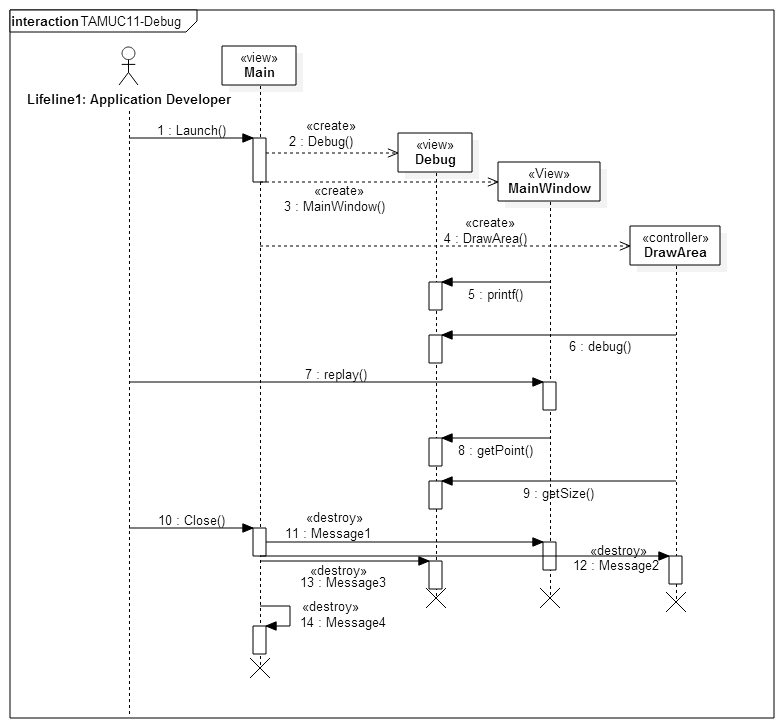 interaction TAMUC11-Debug
Lifeline1: Application Developer
«view»
Main
1 : Launch()
«create»
2 : Debug()
«view»
Debug
«create»
3 : MainWindow()
«View»
MainWindow
«create»
4 : DrawArea()
«controller»
DrawArea
5 : printf()
6 : debug()
7 : replay()
8 : getPoint()
9 : getSize()
10 : Close()
«destroy»
11 : Message1
«destroy»
12 : Message2
«destroy»
13 : Message3
«destroy»
14 : Message4